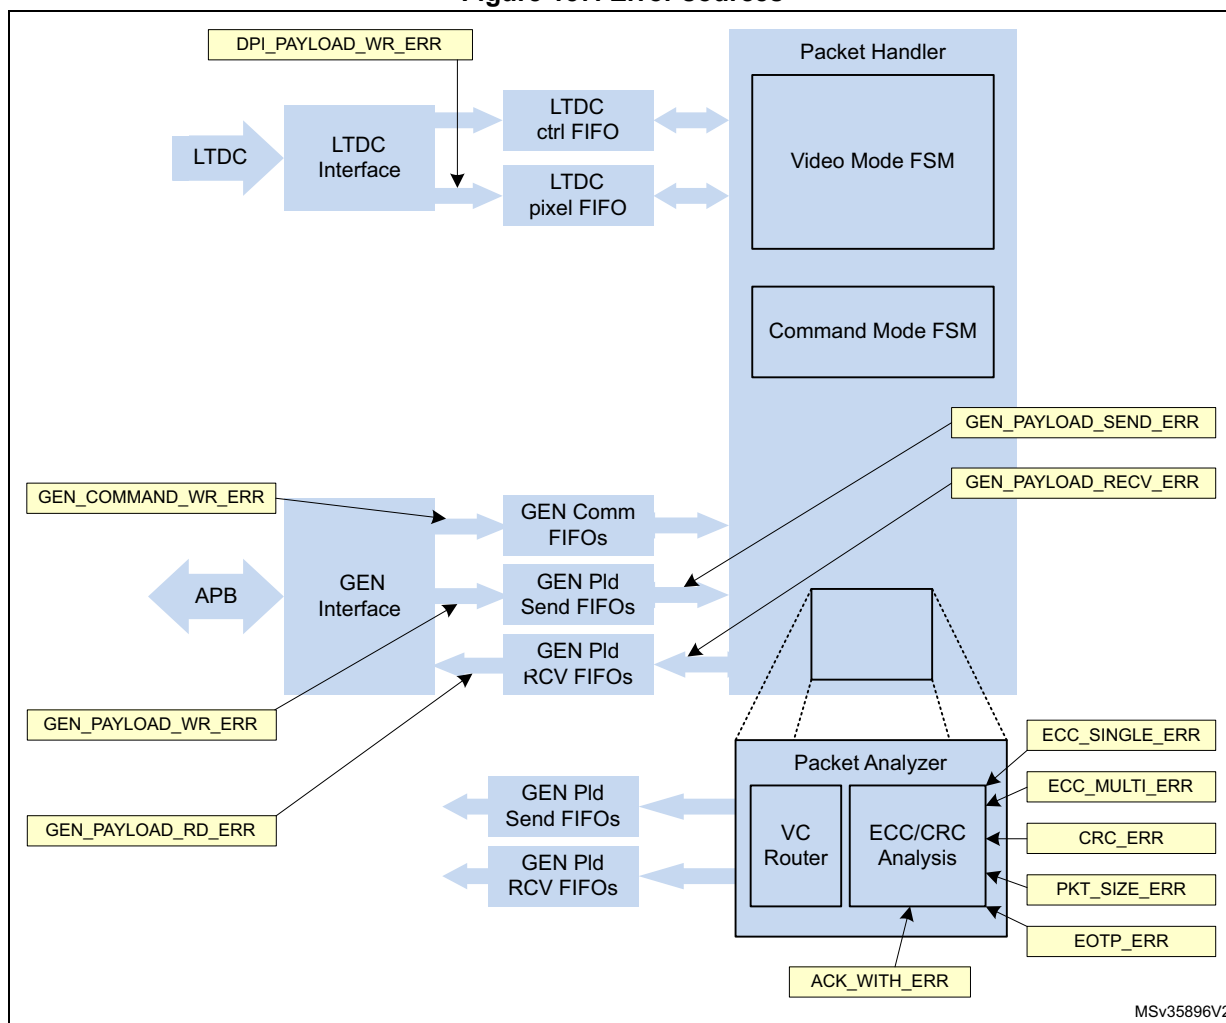 DPI_PAYLOAD_WR_ERR
Packet Handler
LTDC
LTDC
Interface
LTDC
ctrl FIFO
LTDC
pixel FIFO
Video Mode FSM
Command Mode FSM
GEN_PAYLOAD_SEND_ERR
GEN_PAYLOAD_RECV_ERR
GEN_COMMAND_WR_ERR
APB
GEN
Interface
GEN Comm
FIFOs
GEN Pld
Send FIFOs
GEN Pld
RCV FIFOs
GEN_PAYLOAD_WR_ERR
GEN_PAYLOAD_RD_ERR
GEN Pld
Send FIFOs
GEN Pld
RCV FIFOs
Packet Analyzer
VC
Router
ECC/CRC
Analysis
ECC_SINGLE_ERR
ECC_MULTI_ERR
CRC_ERR
PKT_SIZE_ERR
EOTP_ERR
ACK_WITH_ERR
MSv35896V2